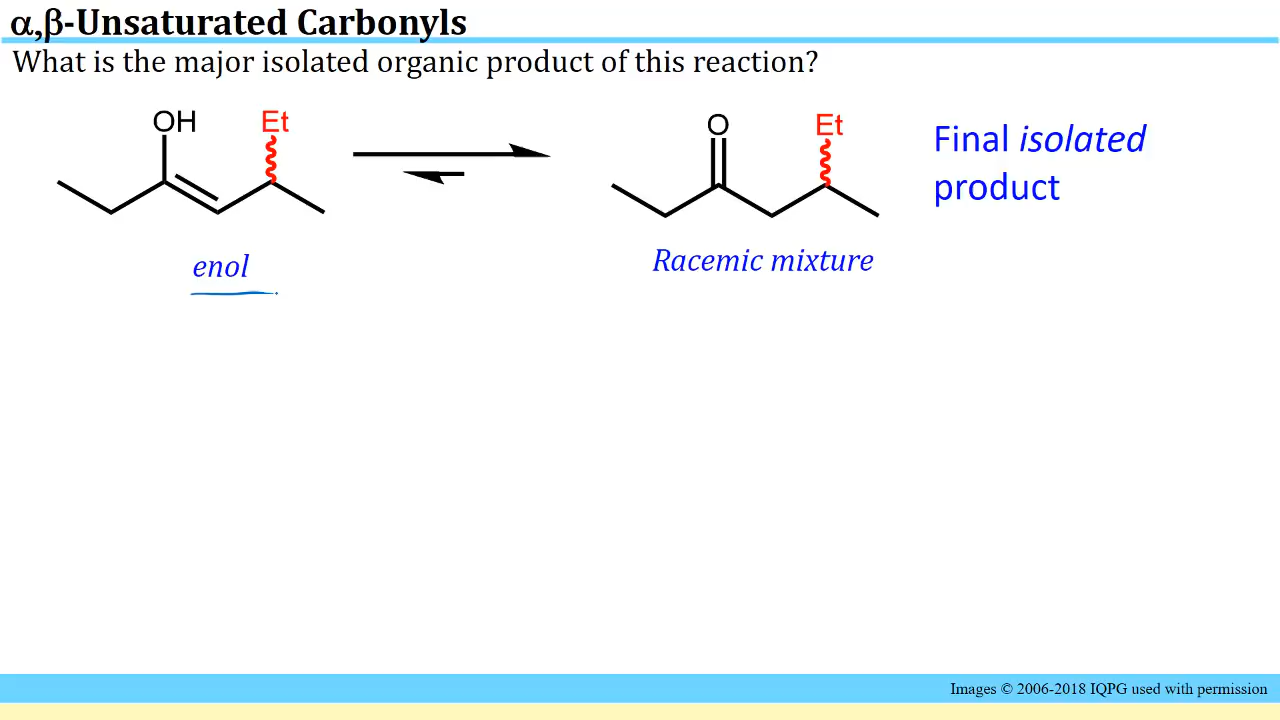 α,β-Unsaturated Carbonyls
What is the major isolated organic product of this reaction?
OH Et
O Et
Final isolated
product
enol
Racemic mixture
Images © 2006-2018 IQPG used with permission